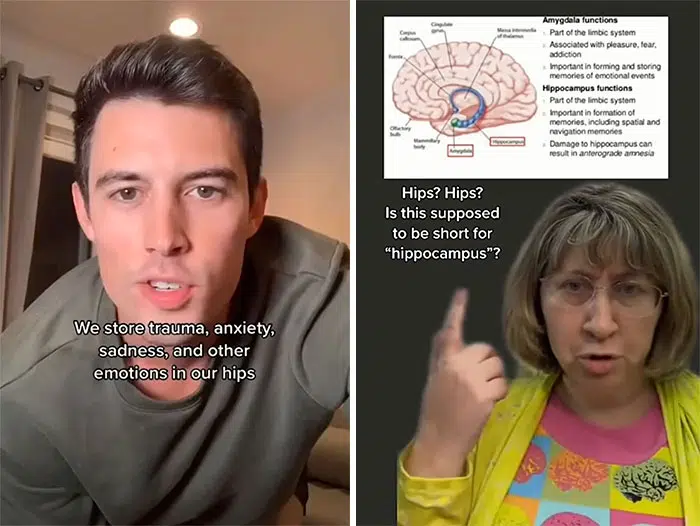 We store trauma, anxiety,
sadness, and other
emotions in our hips
Cingulate
gyrus
Corpus
callosum
Massa intermedia
of thalamus
Fornix
Olfactory
bulb
Mammillary
body
Amygdala
Hippocampus
Amygdala functions
Part of the limbic system
Associated with pleasure, fear,
addiction
Important in forming and storing
memories of emotional events
Hippocampus functions
Part of the limbic system
Important in formation of
memories, including spatial and
navigation memories
Damage to hippocampus can
result in anterograde amnesia
Hips? Hips?
Is this supposed
to be short for
“hippocampus”?